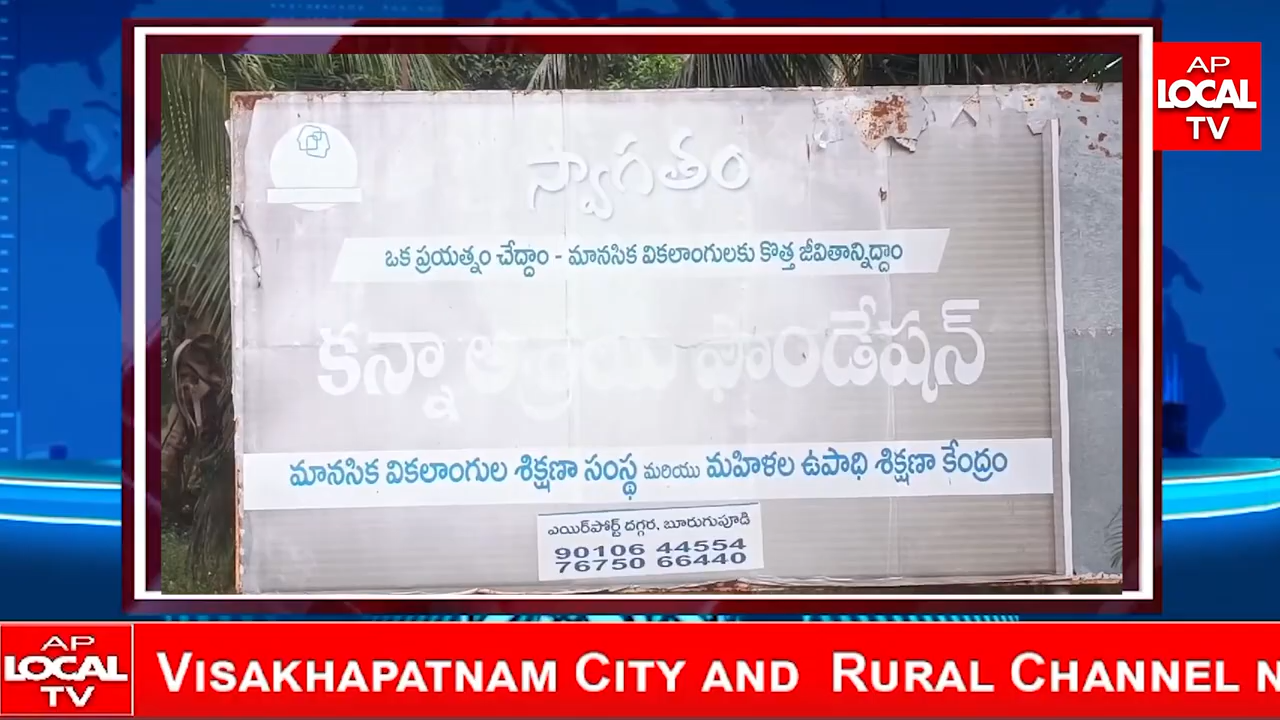 AP
LOCAL
TV
స్వాగతం
ఒక ప్రయత్నం చేద్దాం - మానసిక వికలాంగులకు కొత్త జీవితాన్నిద్దాం
కన్నా ఆశ్రయ ఫౌండేషన్
మానసిక వికలాంగుల శిక్షణా సంస్థ మరియు మహిళల ఉపాధి శిక్షణా కేంద్రం
ఎయిర్‌పోర్ట్ దగ్గర, బూరుగుపూడి
90106 44554
76750 66440
AP
LOCAL
TV
VISAKHAPATNAM CITY AND RURAL CHANNEL